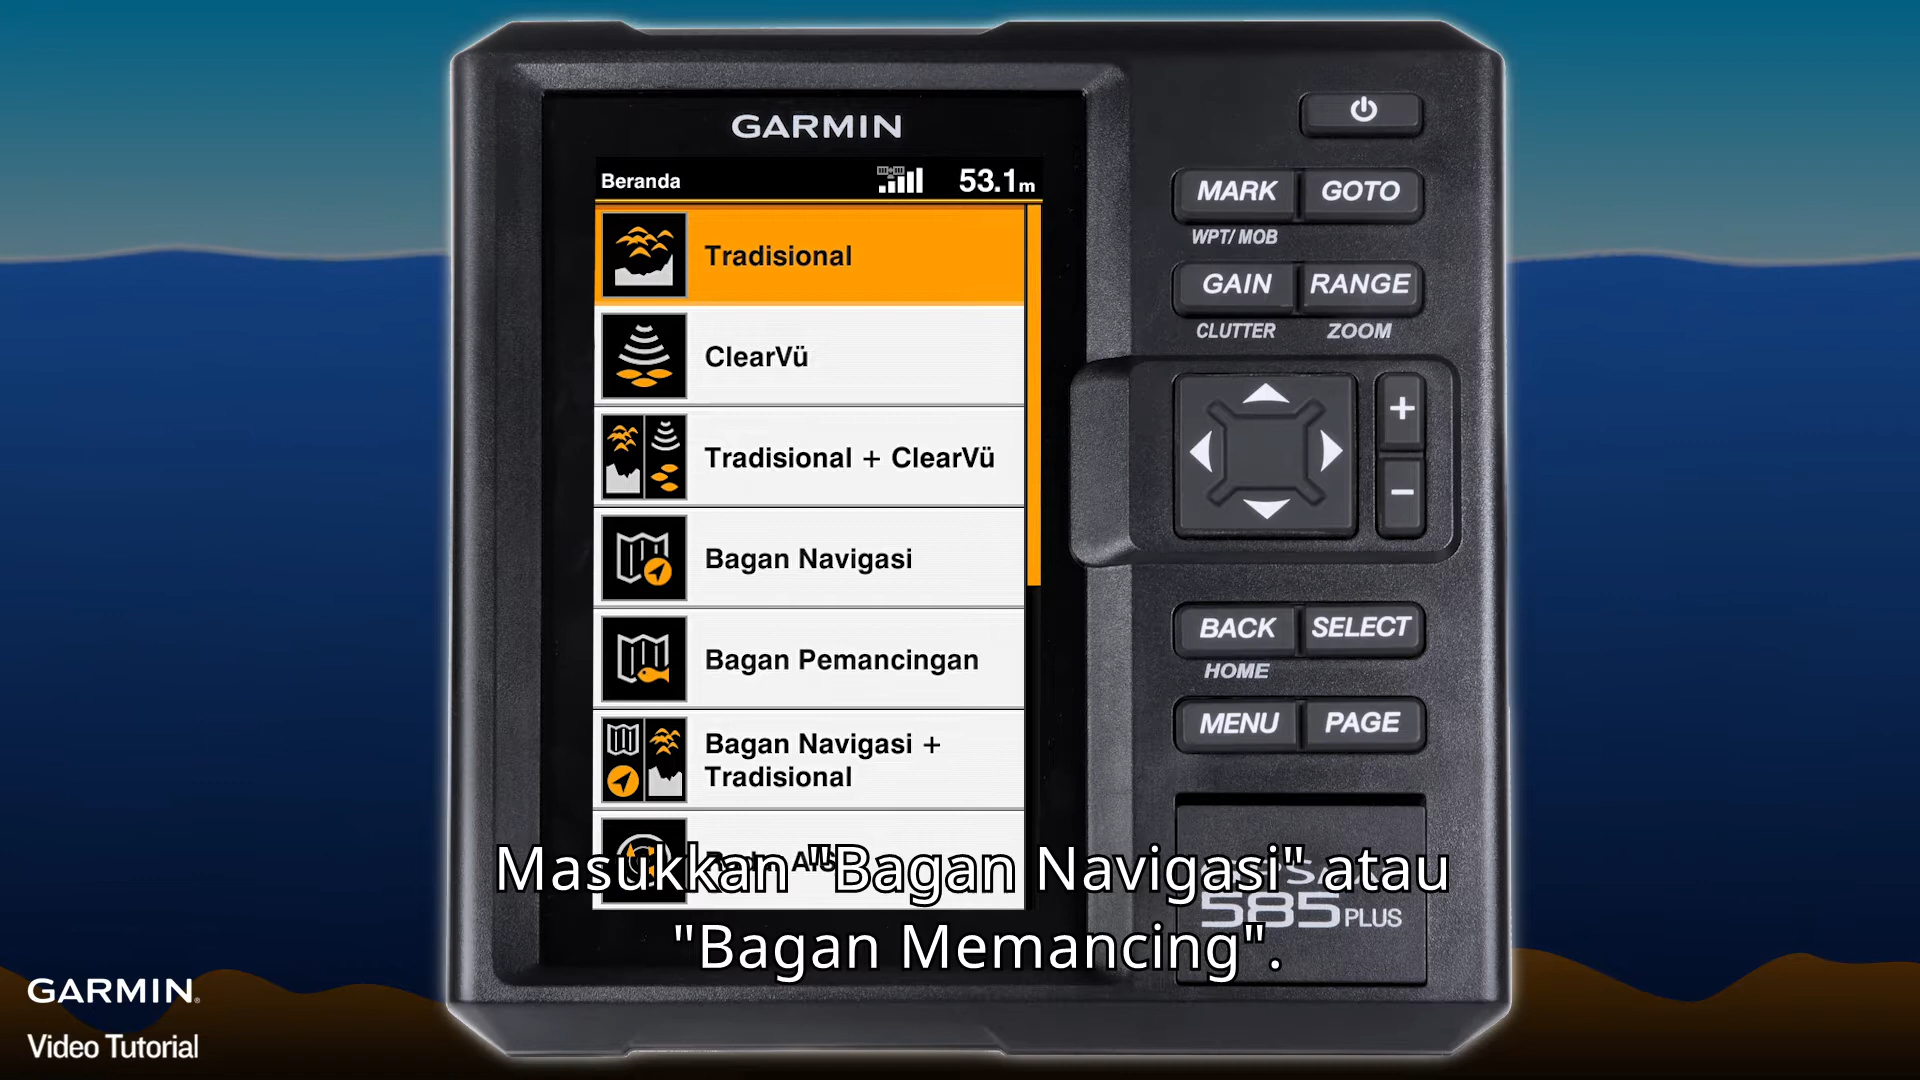 GARMIN
Beranda
53.1m
Tradisional
ClearVü
Tradisional + ClearVü
Bagan Navigasi
Bagan Pemancingan
Bagan Navigasi +
Tradisional
MARK
GOTO
WPT/ MOB
GAIN
RANGE
CLUTTER
ZOOM
+
−
BACK
SELECT
HOME
MENU
PAGE
585 PLUS
Masukkan "Bagan Navigasi" atau
"Bagan Memancing".
GARMIN
Video Tutorial